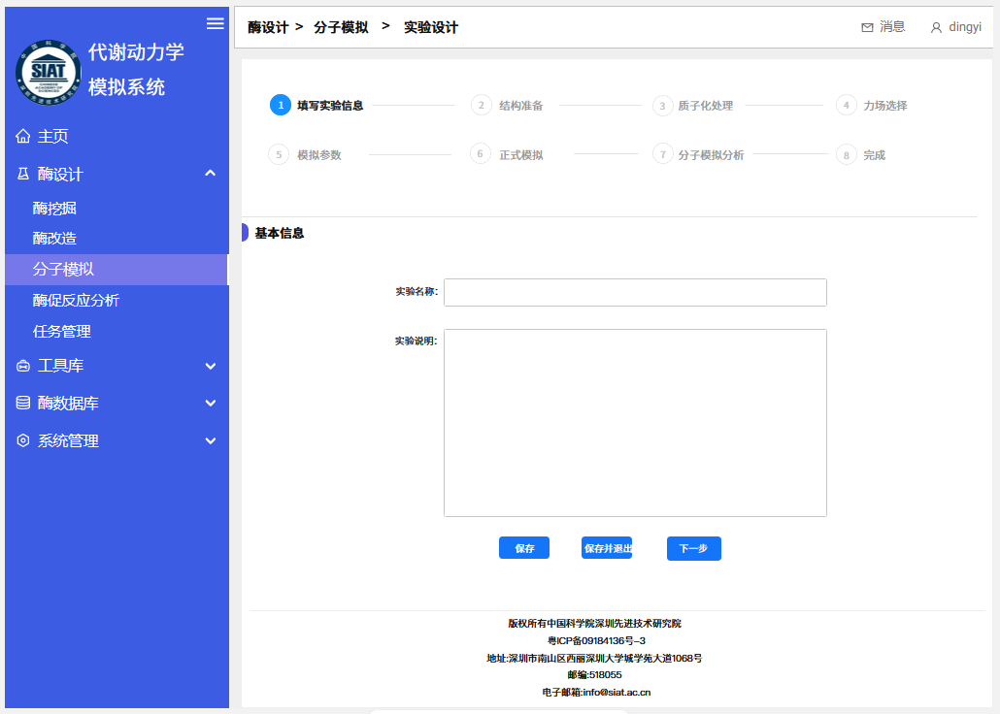 代谢动力学
模拟系统
SIAT
主页
酶设计
酶挖掘
酶改造
分子模拟
酶促反应分析
任务管理
工具库
酶数据库
系统管理
酶设计 > 分子模拟 > 实验设计
消息 dingyi
1 填写实验信息 2 结构准备 3 质子化处理 4 力场选择
5 模拟参数 6 正式模拟 7 分子模拟分析 8 完成
基本信息
实验名称:
实验说明:
保存 保存并退出 下一步
版权所有中国科学院深圳先进技术研究院
粤ICP备09184136号-3
地址:深圳市南山区西丽深圳大学城学苑大道1068号
邮编:518055
电子邮箱:info@siat.ac.cn